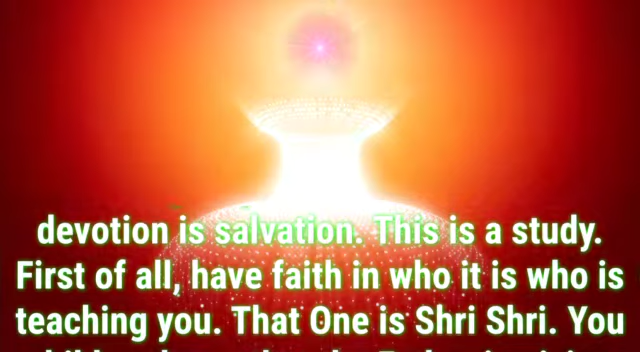 devotion is salvation. This is a study.
First of all, have faith in who it is who is
teaching you. That One is Shri Shri. You